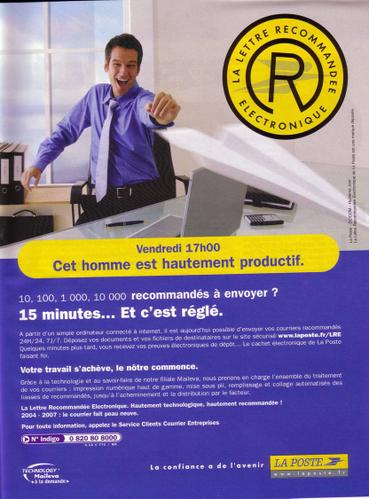 LA LETTRE RECOMMANDEE
R
ELECTRONIQUE
Vendredi 17h00
Cet homme est hautement productif.
10, 100, 1 000, 10 000 recommandés à envoyer ?
15 minutes... Et c'est réglé.
A partir d'un simple ordinateur connecté à internet, il est aujourd'hui possible d'envoyer vos courriers recommandés
24H/24, 7J/7. Déposez vos documents et vos fichiers de destinataires sur le site sécurisé www.laposte.fr/LRE
Quelques minutes plus tard, vous recevez vos preuves électroniques de dépôt... Le cachet électronique de La Poste
faisant foi.
Votre travail s'achève, le nôtre commence.
Grâce à la technologie et au savoir-faire de notre filiale Maileva, nous prenons en charge l'ensemble du traitement
de vos courriers : impression numérique haut de gamme, mise sous pli, remplissage et collage automatisés des
liasses de recommandés, jusqu'à l'acheminement et la distribution par le facteur.
La Lettre Recommandée Electronique. Hautement technologique, hautement recommandée !
2004 - 2007 : le courrier fait peau neuve.
Pour toute information, appelez le Service Clients Courrier Entreprises
N° Indigo 0 820 80 8000
TECHNOLOGY
Maileva
à la demande
La confiance a de l'avenir
LA POSTE
www.laposte.fr